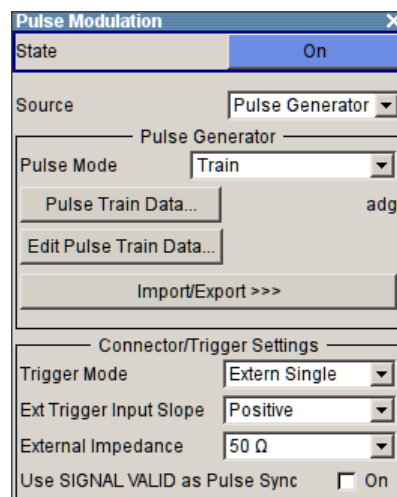 Pulse Modulation X
State On
Source Pulse Generator
Pulse Generator
Pulse Mode Train
Pulse Train Data... adg
Edit Pulse Train Data...
Import/Export >>>
Connector/Trigger Settings
Trigger Mode Extern Single
Ext Trigger Input Slope Positive
External Impedance 50 Ω
Use SIGNAL VALID as Pulse Sync On